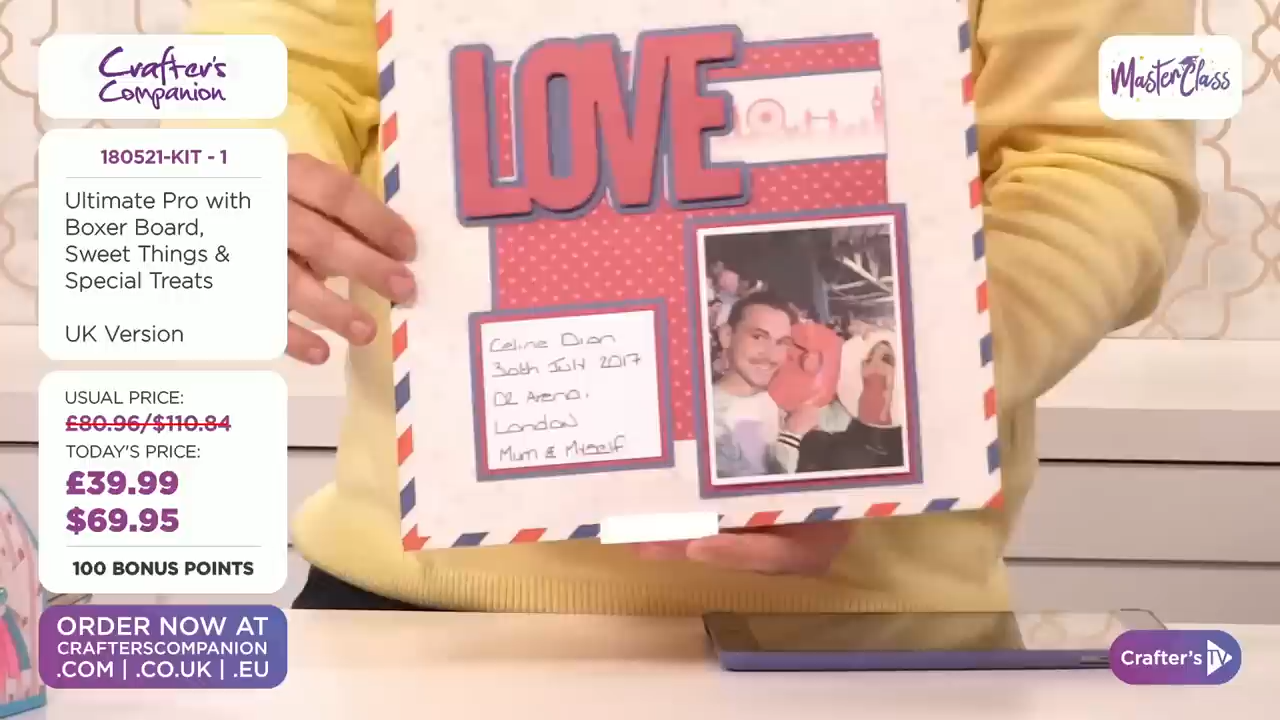 Crafter's
Companion
180521-KIT - 1
Ultimate Pro with
Boxer Board,
Sweet Things &
Special Treats
UK Version
USUAL PRICE:
£80.96/$110.84
TODAY'S PRICE:
£39.99
$69.95
100 BONUS POINTS
ORDER NOW AT
CRAFTERSCOMPANION
.COM | .CO.UK | .EU
LOVE
Celine Dion
30th July 2017
O2 Arena,
London
Mum & Myself
MasterClass
Crafter's TV